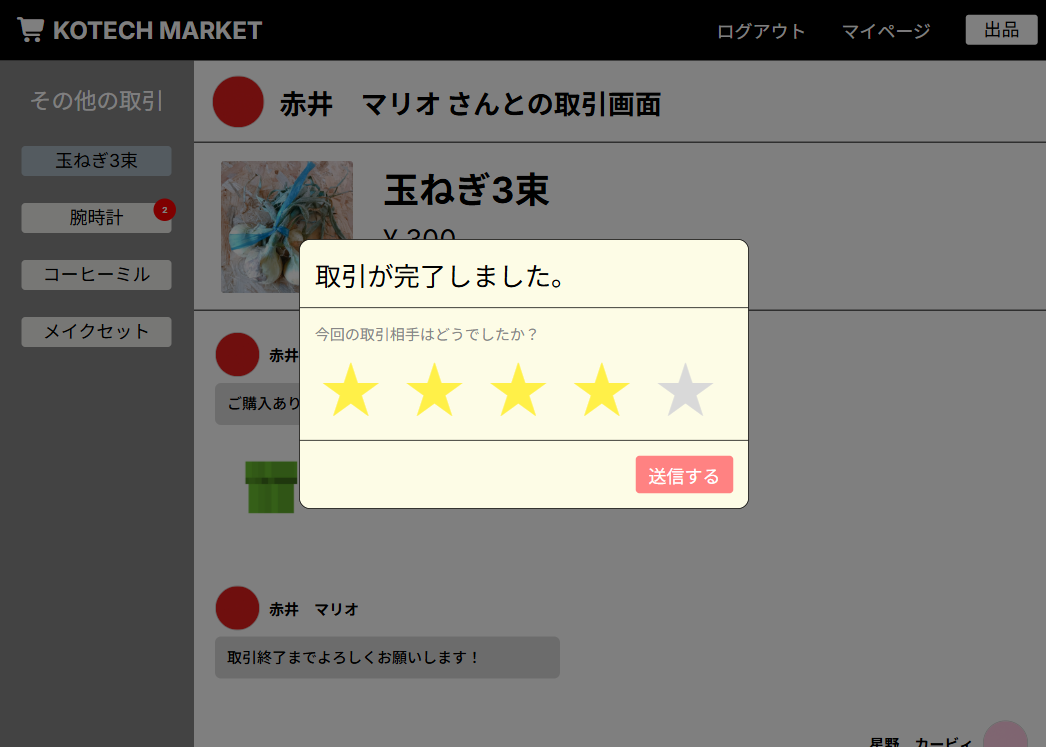 KOTECH MARKET
ログアウト
マイページ
出品
その他の取引
玉ねぎ3束
腕時計
2
コーヒーミル
メイクセット
赤井　マリオ さんとの取引画面
玉ねぎ3束
¥ 300
取引が完了しました。
今回の取引相手はどうでしたか？
送信する
赤井
ご購入あり
赤井　マリオ
取引終了までよろしくお願いします！
星野　カービィ